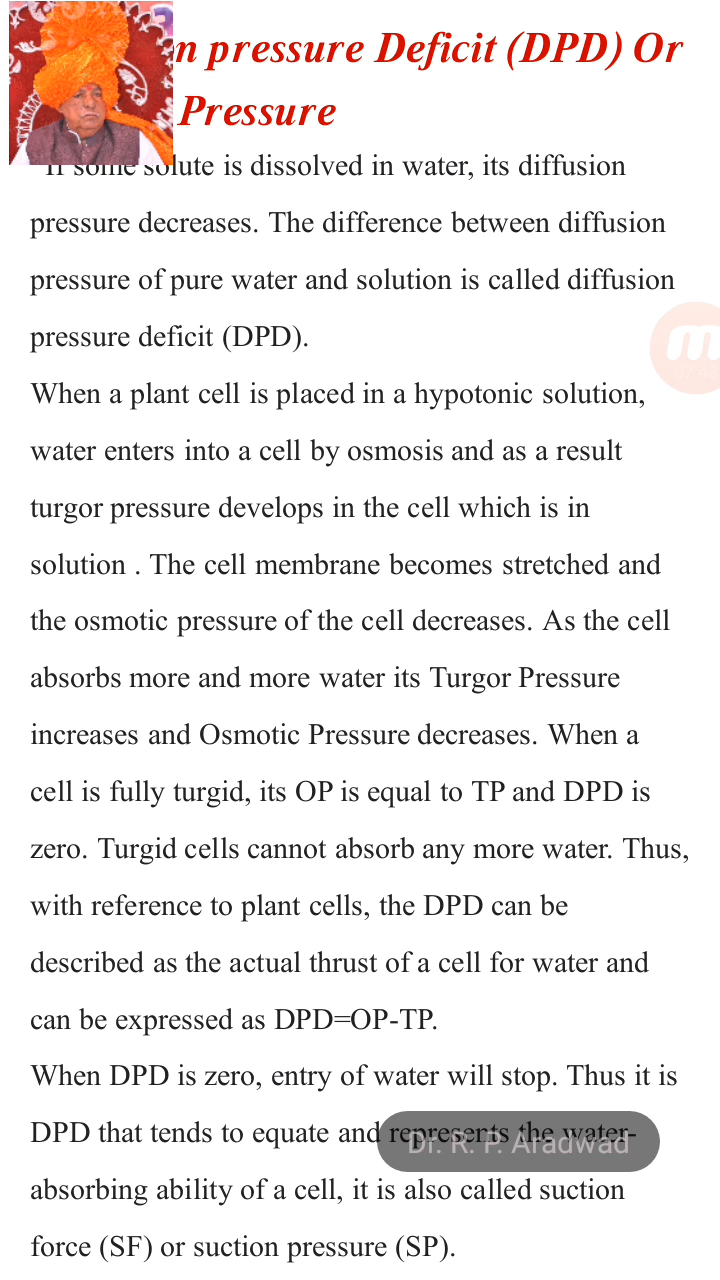 n pressure Deficit (DPD) Or
Pressure
If some solute is dissolved in water, its diffusion
pressure decreases. The difference between diffusion
pressure of pure water and solution is called diffusion
pressure deficit (DPD).
When a plant cell is placed in a hypotonic solution,
water enters into a cell by osmosis and as a result
turgor pressure develops in the cell which is in
solution . The cell membrane becomes stretched and
the osmotic pressure of the cell decreases. As the cell
absorbs more and more water its Turgor Pressure
increases and Osmotic Pressure decreases. When a
cell is fully turgid, its OP is equal to TP and DPD is
zero. Turgid cells cannot absorb any more water. Thus,
with reference to plant cells, the DPD can be
described as the actual thrust of a cell for water and
can be expressed as DPD=OP-TP.
When DPD is zero, entry of water will stop. Thus it is
DPD that tends to equate and represents the water-
Dr. R. P. Aradwad
absorbing ability of a cell, it is also called suction
force (SF) or suction pressure (SP).